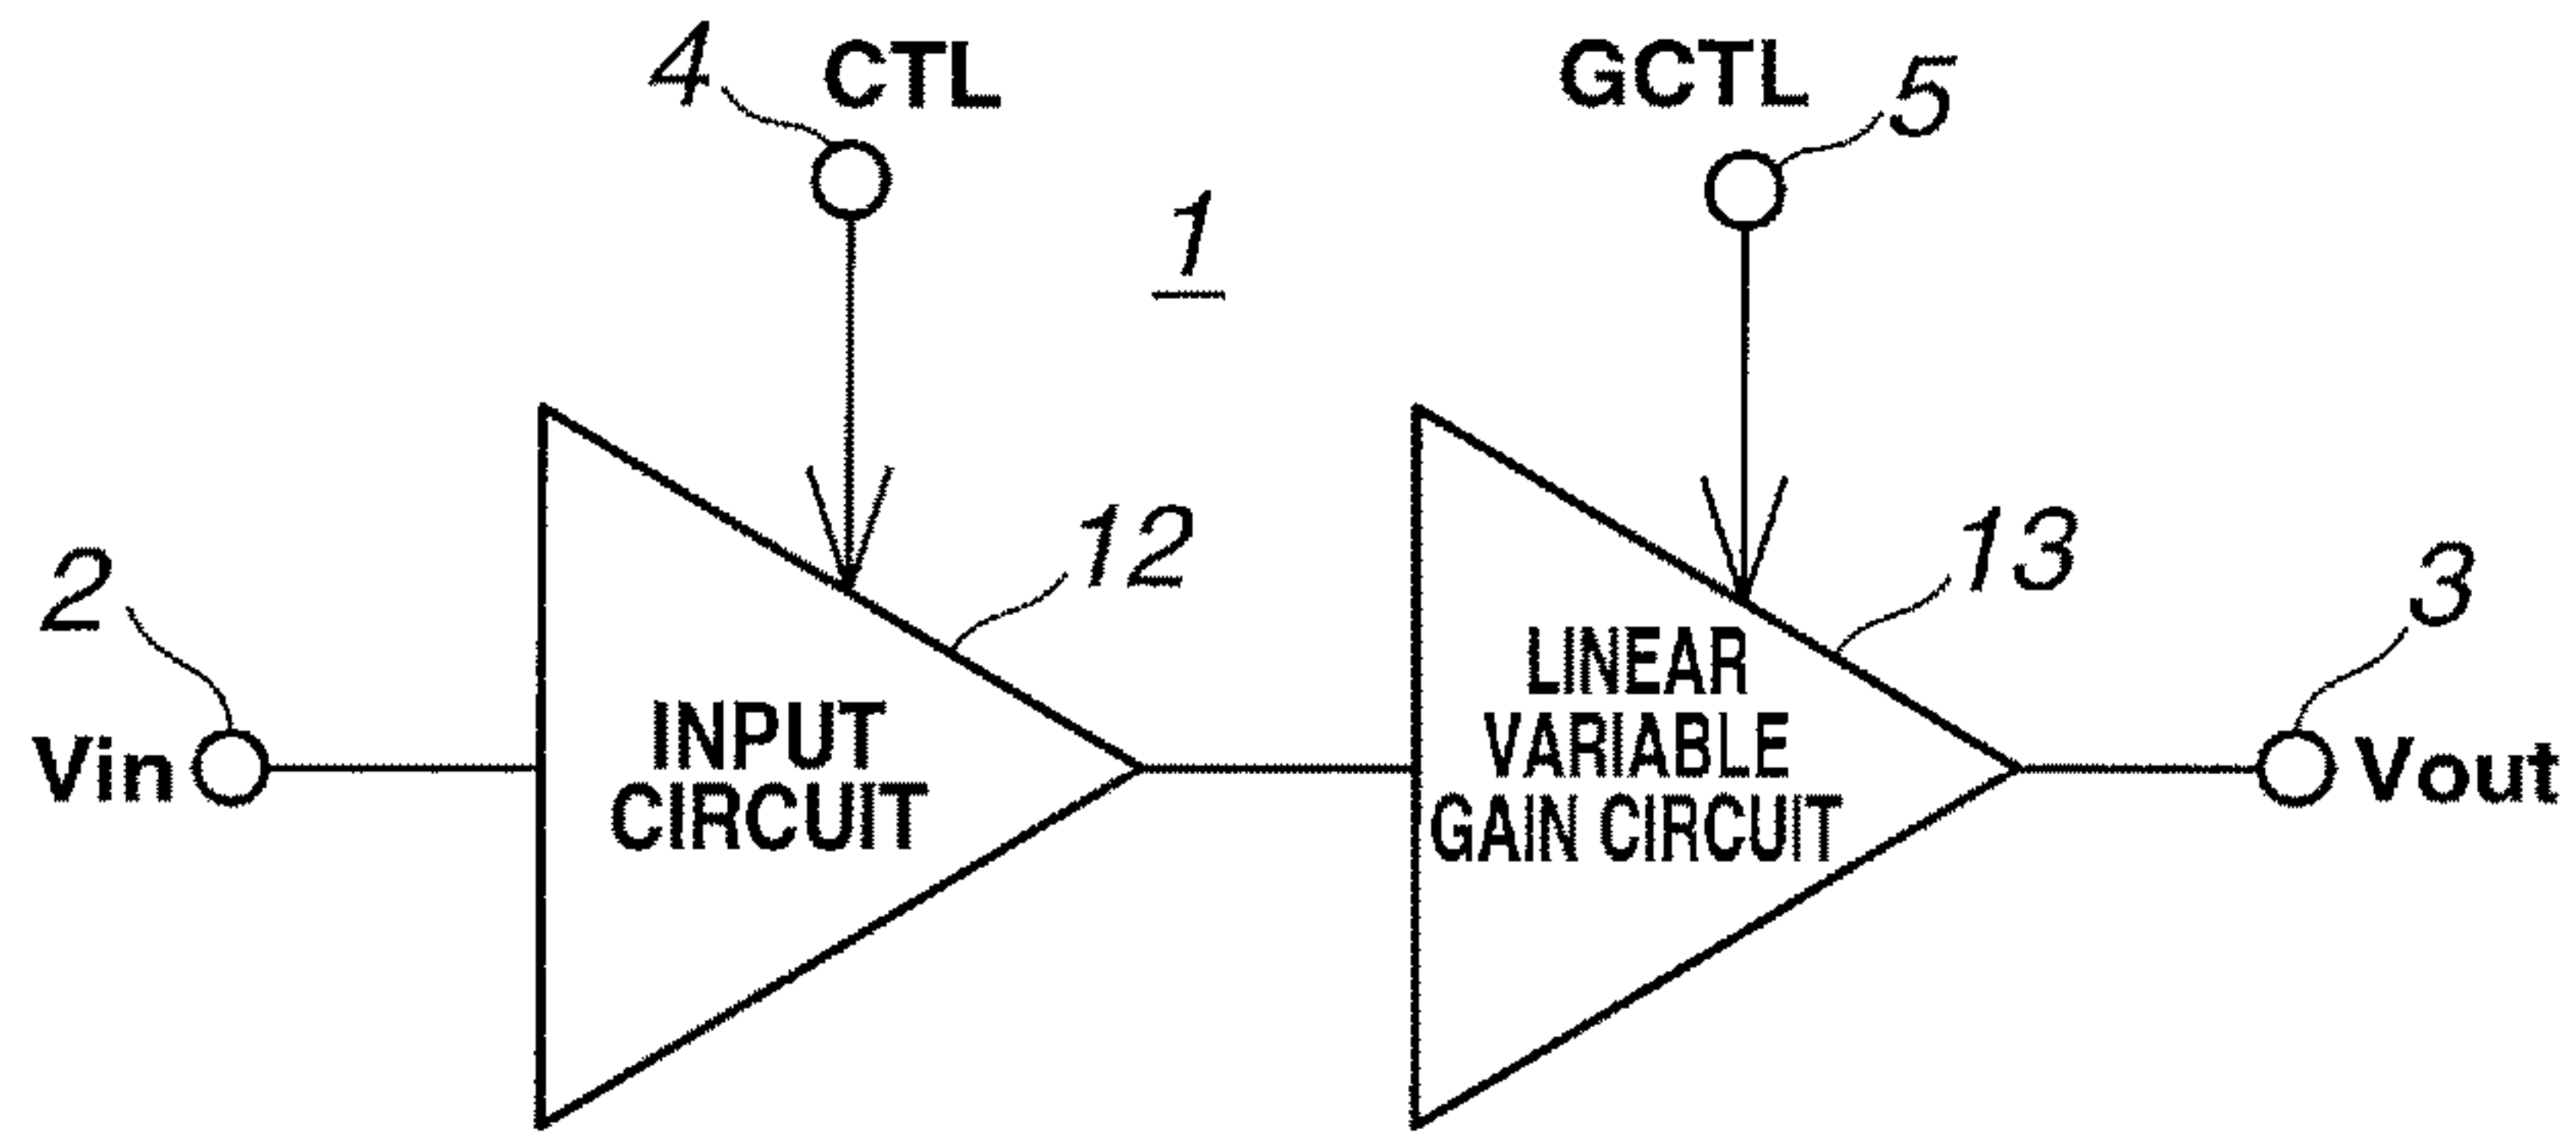 4 CTL
GCTL 5
1
12
13
2
3
Vin
INPUT
CIRCUIT
LINEAR
VARIABLE
GAIN CIRCUIT
Vout